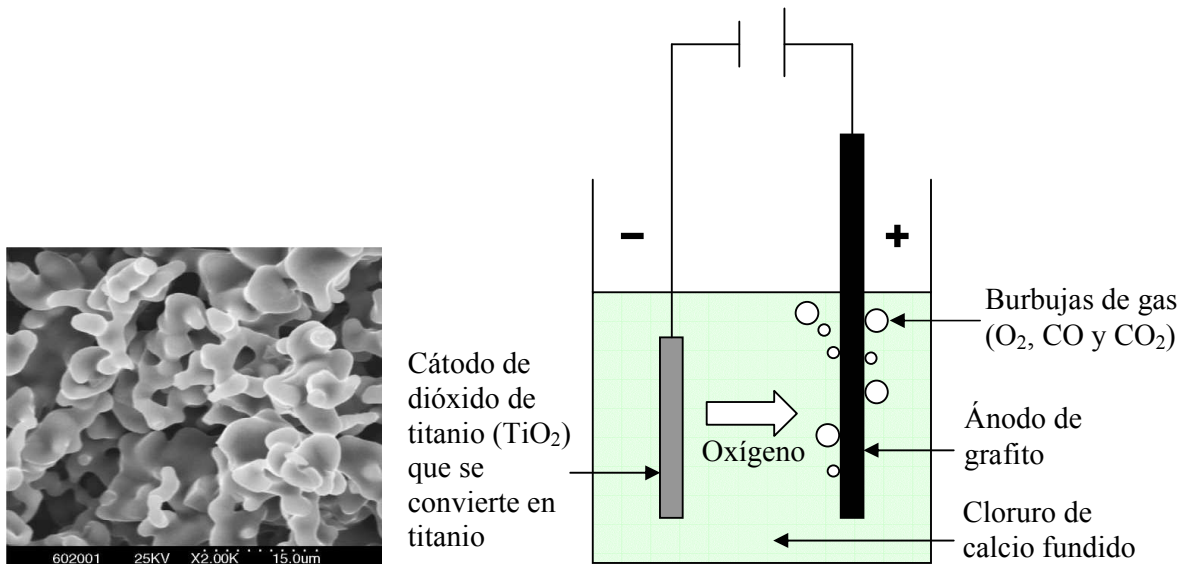 602001 25KV X2.00K 15.0um
Cátodo de
dióxido de
titanio (TiO₂)
que se
convierte en
titanio
-
+
Oxígeno
Burbujas de gas
(O₂, CO y CO₂)
Ánodo de
grafito
Cloruro de
calcio fundido